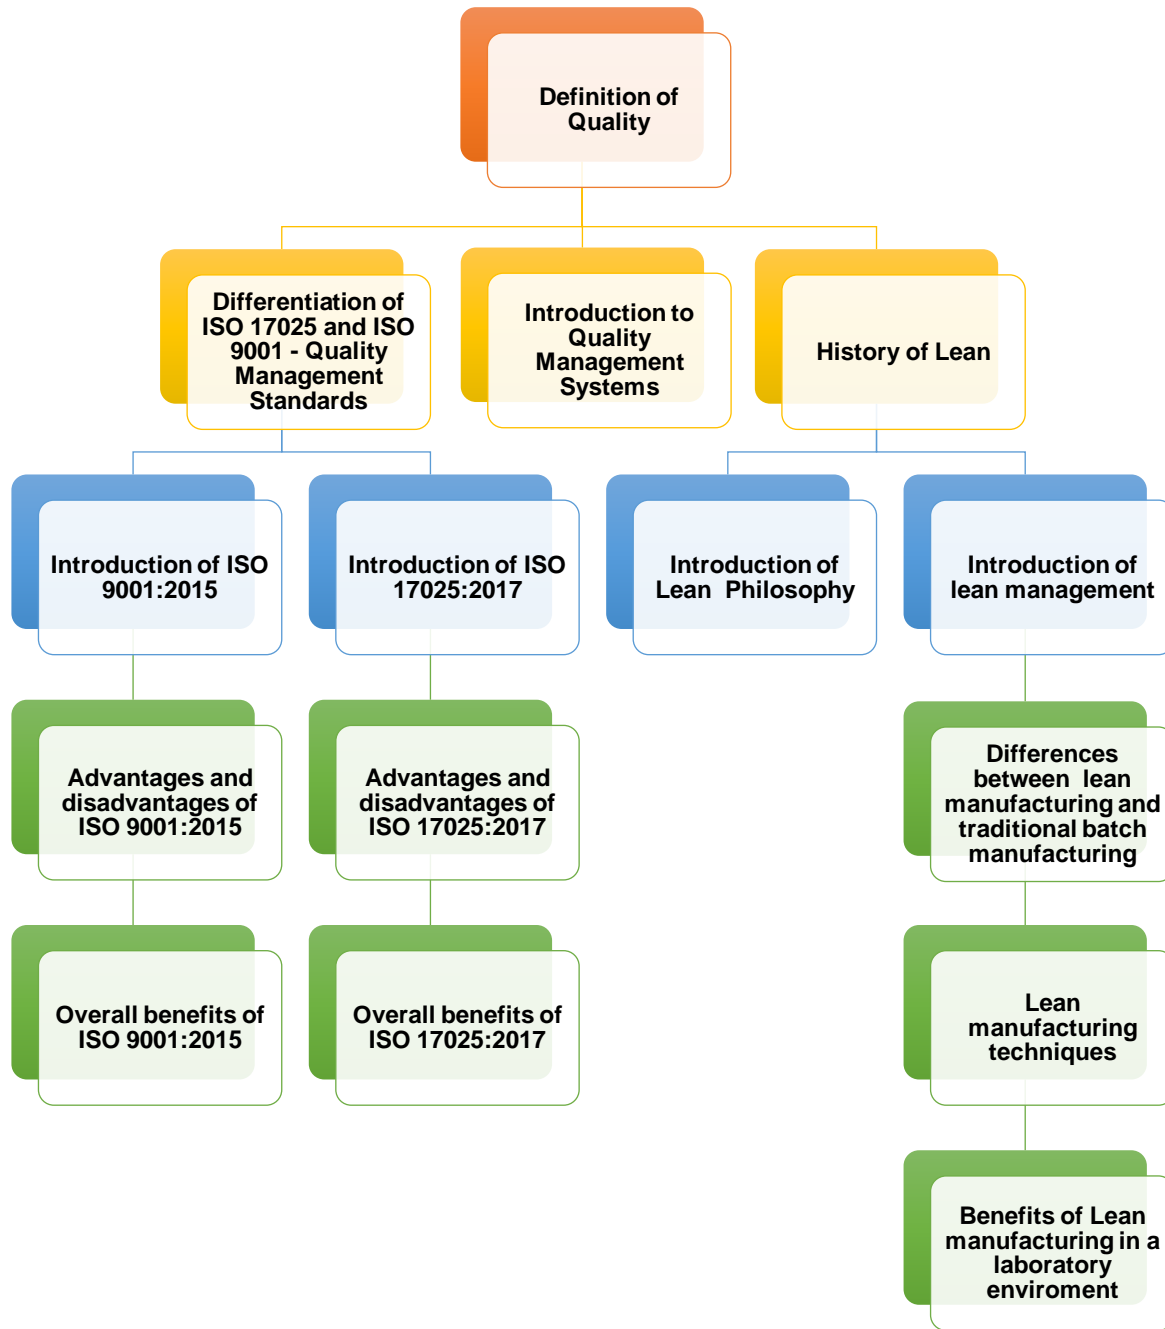 Definition of
Quality
Differentiation of
ISO 17025 and ISO
9001 - Quality
Management
Standards
Introduction to
Quality
Management
Systems
History of Lean
Introduction of ISO
9001:2015
Introduction of ISO
17025:2017
Introduction of
Lean  Philosophy
Introduction of
lean management
Advantages and
disadvantages of
ISO 9001:2015
Advantages and
disadvantages of
ISO 17025:2017
Differences
between  lean
manufacturing and
traditional batch
manufacturing
Overall benefits of
ISO 9001:2015
Overall benefits of
ISO 17025:2017
Lean
manufacturing
techniques
Benefits of Lean
manufacturing in a
laboratory
enviroment